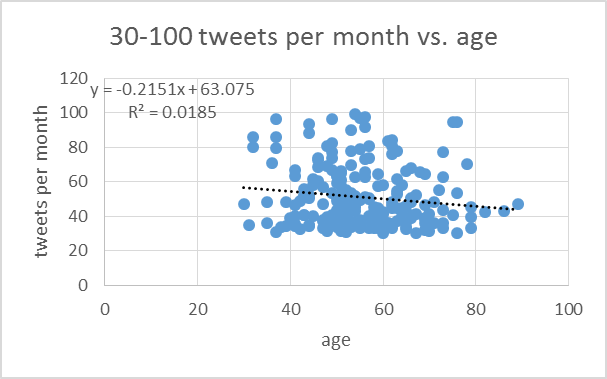 30-100 tweets per month vs. age
y = -0.2151x + 63.075
R² = 0.0185
tweets per month
120
100
80
60
40
20
0
0 20 40 60 80 100
age